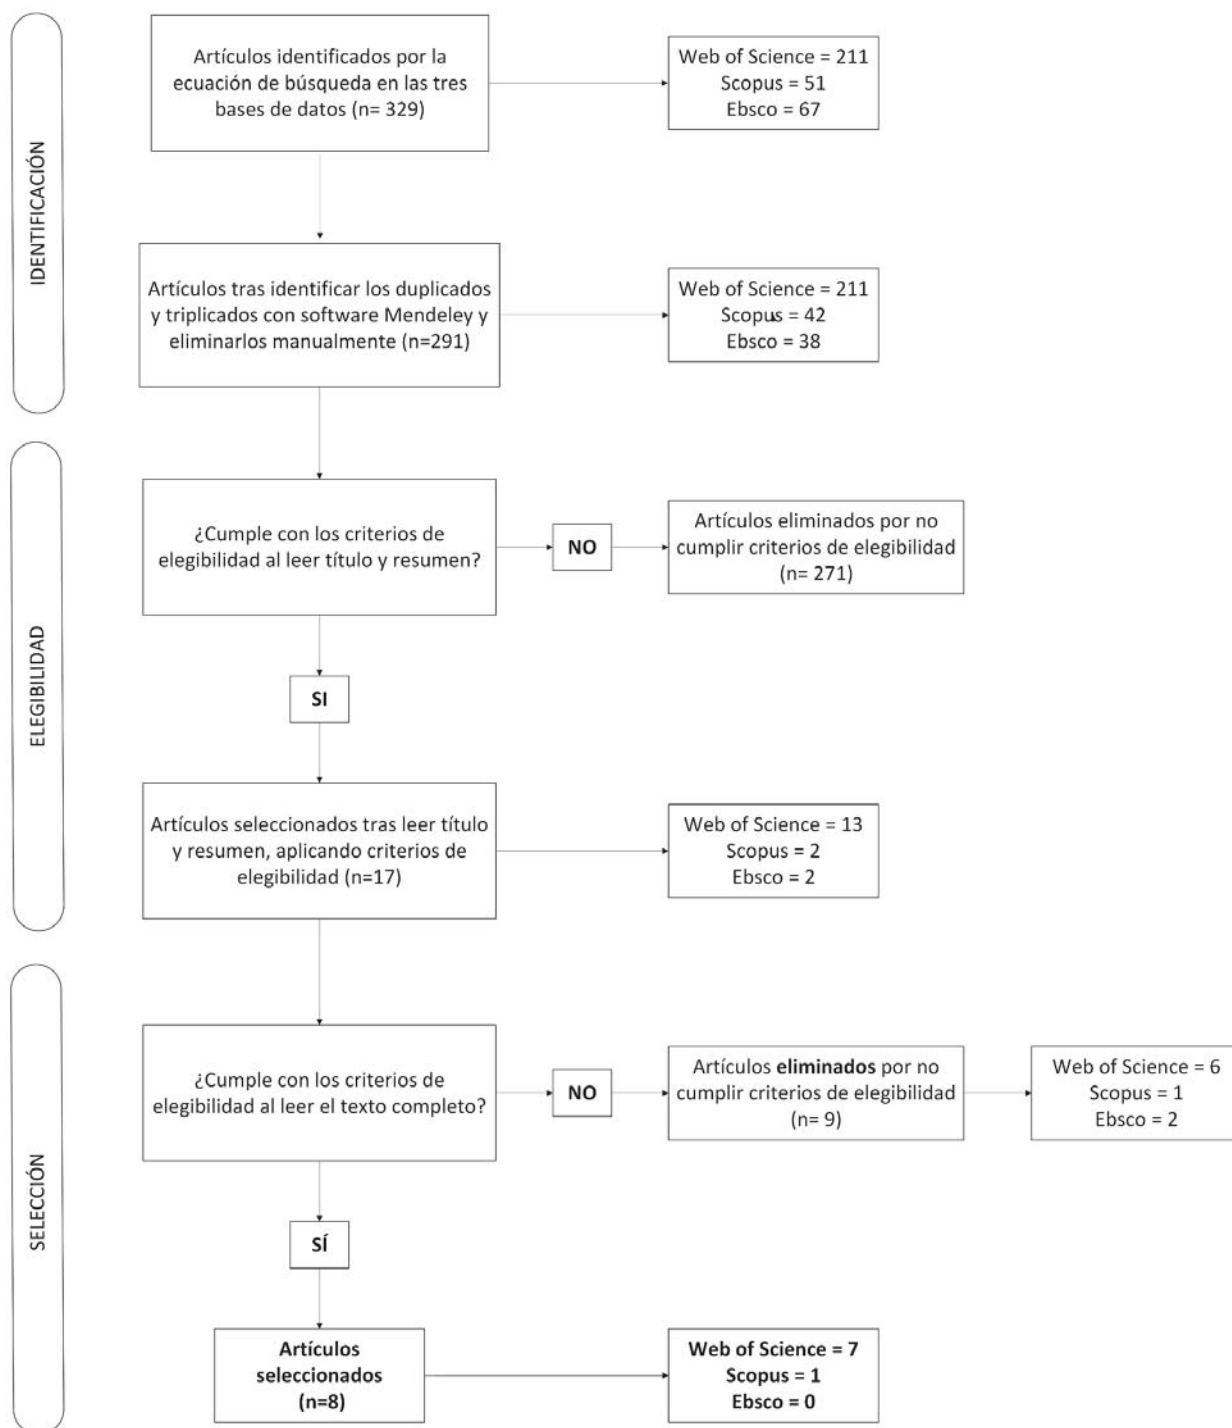 IDENTIFICACIÓN
Artículos identificados por la
ecuación de búsqueda en las tres
bases de datos (n= 329)
Web of Science = 211
Scopus = 51
Ebsco = 67
Artículos tras identificar los duplicados
y triplicados con software Mendeley y
eliminarlos manualmente (n=291)
Web of Science = 211
Scopus = 42
Ebsco = 38
ELEGIBILIDAD
¿Cumple con los criterios de
elegibilidad al leer título y resumen?
NO
Artículos eliminados por no
cumplir criterios de elegibilidad
(n= 271)
SI
Artículos seleccionados tras leer título
y resumen, aplicando criterios de
elegibilidad (n=17)
Web of Science = 13
Scopus = 2
Ebsco = 2
SELECCIÓN
¿Cumple con los criterios de
elegibilidad al leer el texto completo?
NO
Artículos eliminados por no
cumplir criterios de elegibilidad
(n= 9)
Web of Science = 6
Scopus = 1
Ebsco = 2
SÍ
Artículos
seleccionados
(n=8)
Web of Science = 7
Scopus = 1
Ebsco = 0